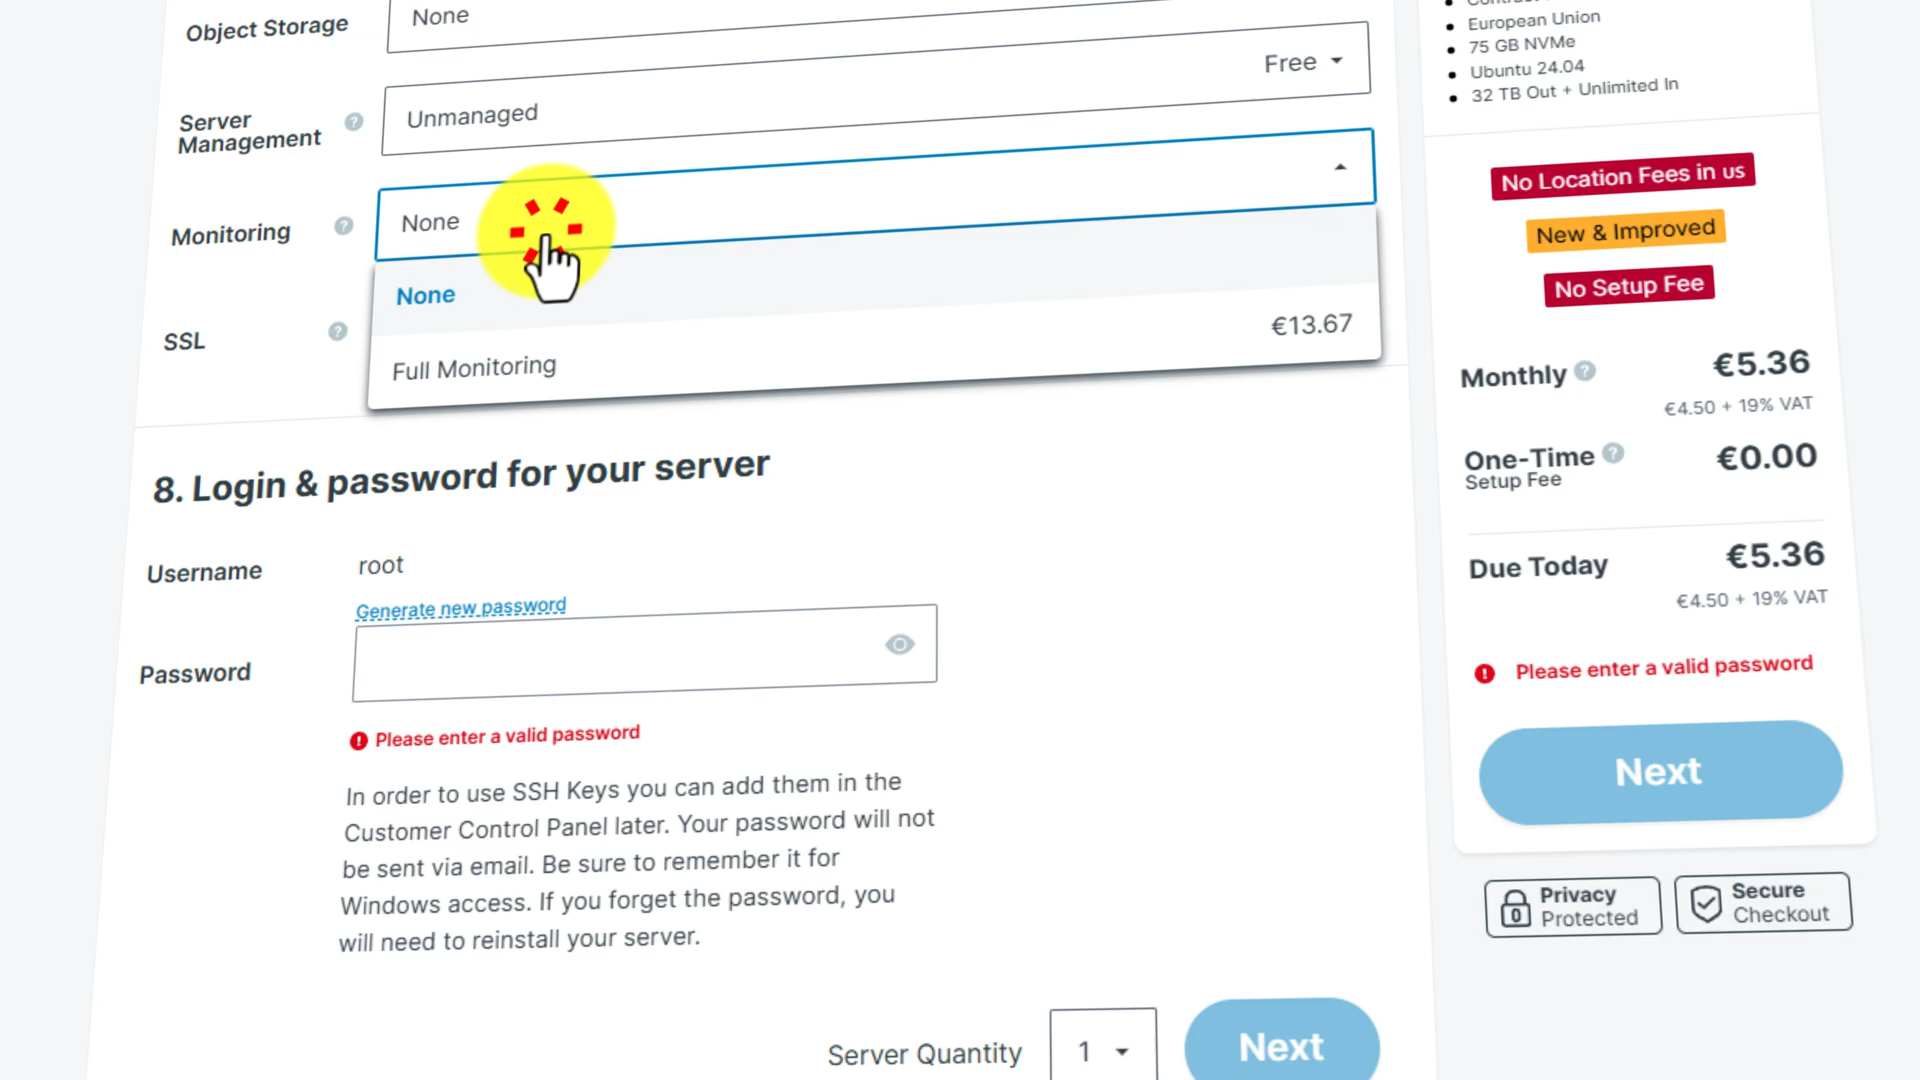 Object Storage
None
Server
Management
Unmanaged
Free
Monitoring
None
None
Full Monitoring
€13.67
SSL
8. Login & password for your server
Username
root
Generate new password
Password
Please enter a valid password
In order to use SSH Keys you can add them in the
Customer Control Panel later. Your password will not
be sent via email. Be sure to remember it for
Windows access. If you forget the password, you
will need to reinstall your server.
Server Quantity
1
Next
European Union
75 GB NVMe
Ubuntu 24.04
32 TB Out + Unlimited In
No Location Fees in us
New & Improved
No Setup Fee
Monthly
€5.36
€4.50 + 19% VAT
One-Time
Setup Fee
€0.00
Due Today
€5.36
€4.50 + 19% VAT
Please enter a valid password
Next
Privacy
Protected
Secure
Checkout